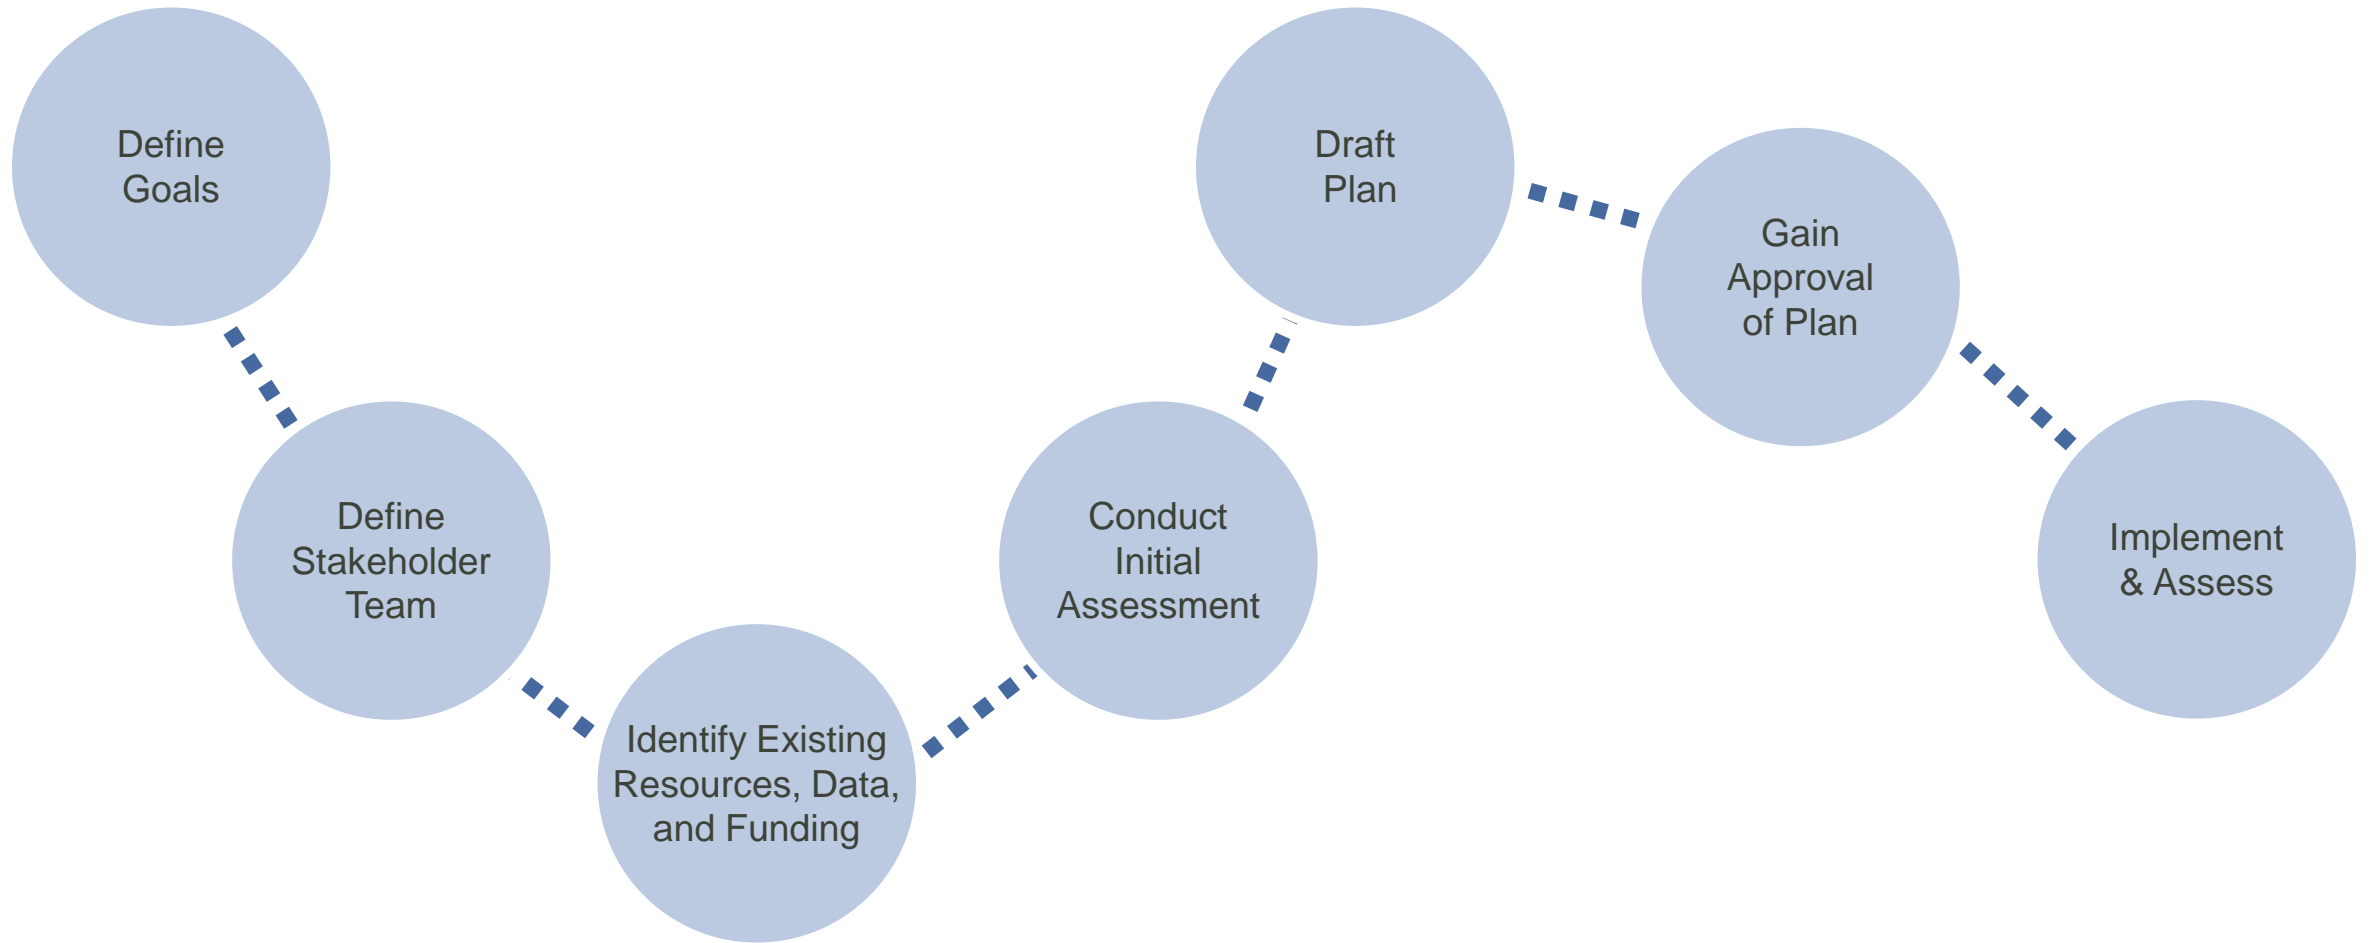 Define
Goals
Define
Stakeholder
Team
Identify Existing
Resources, Data,
and Funding
Conduct
Initial
Assessment
Draft
Plan
Gain
Approval
of Plan
Implement
& Assess